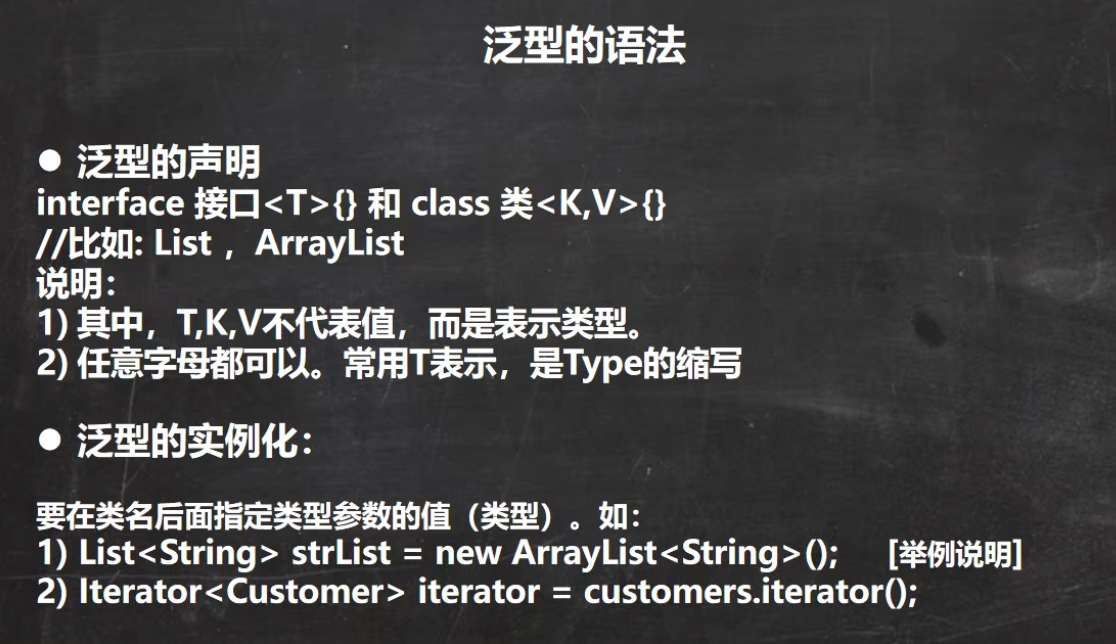 泛型的语法
● 泛型的声明
interface 接口<T>{} 和 class 类<K,V>{}
//比如: List ，ArrayList
说明：
1) 其中，T,K,V不代表值，而是表示类型。
2) 任意字母都可以。常用T表示，是Type的缩写
● 泛型的实例化：
要在类名后面指定类型参数的值（类型）。如：
1) List<String> strList = new ArrayList<String>(); [举例说明]
2) Iterator<Customer> iterator = customers.iterator();